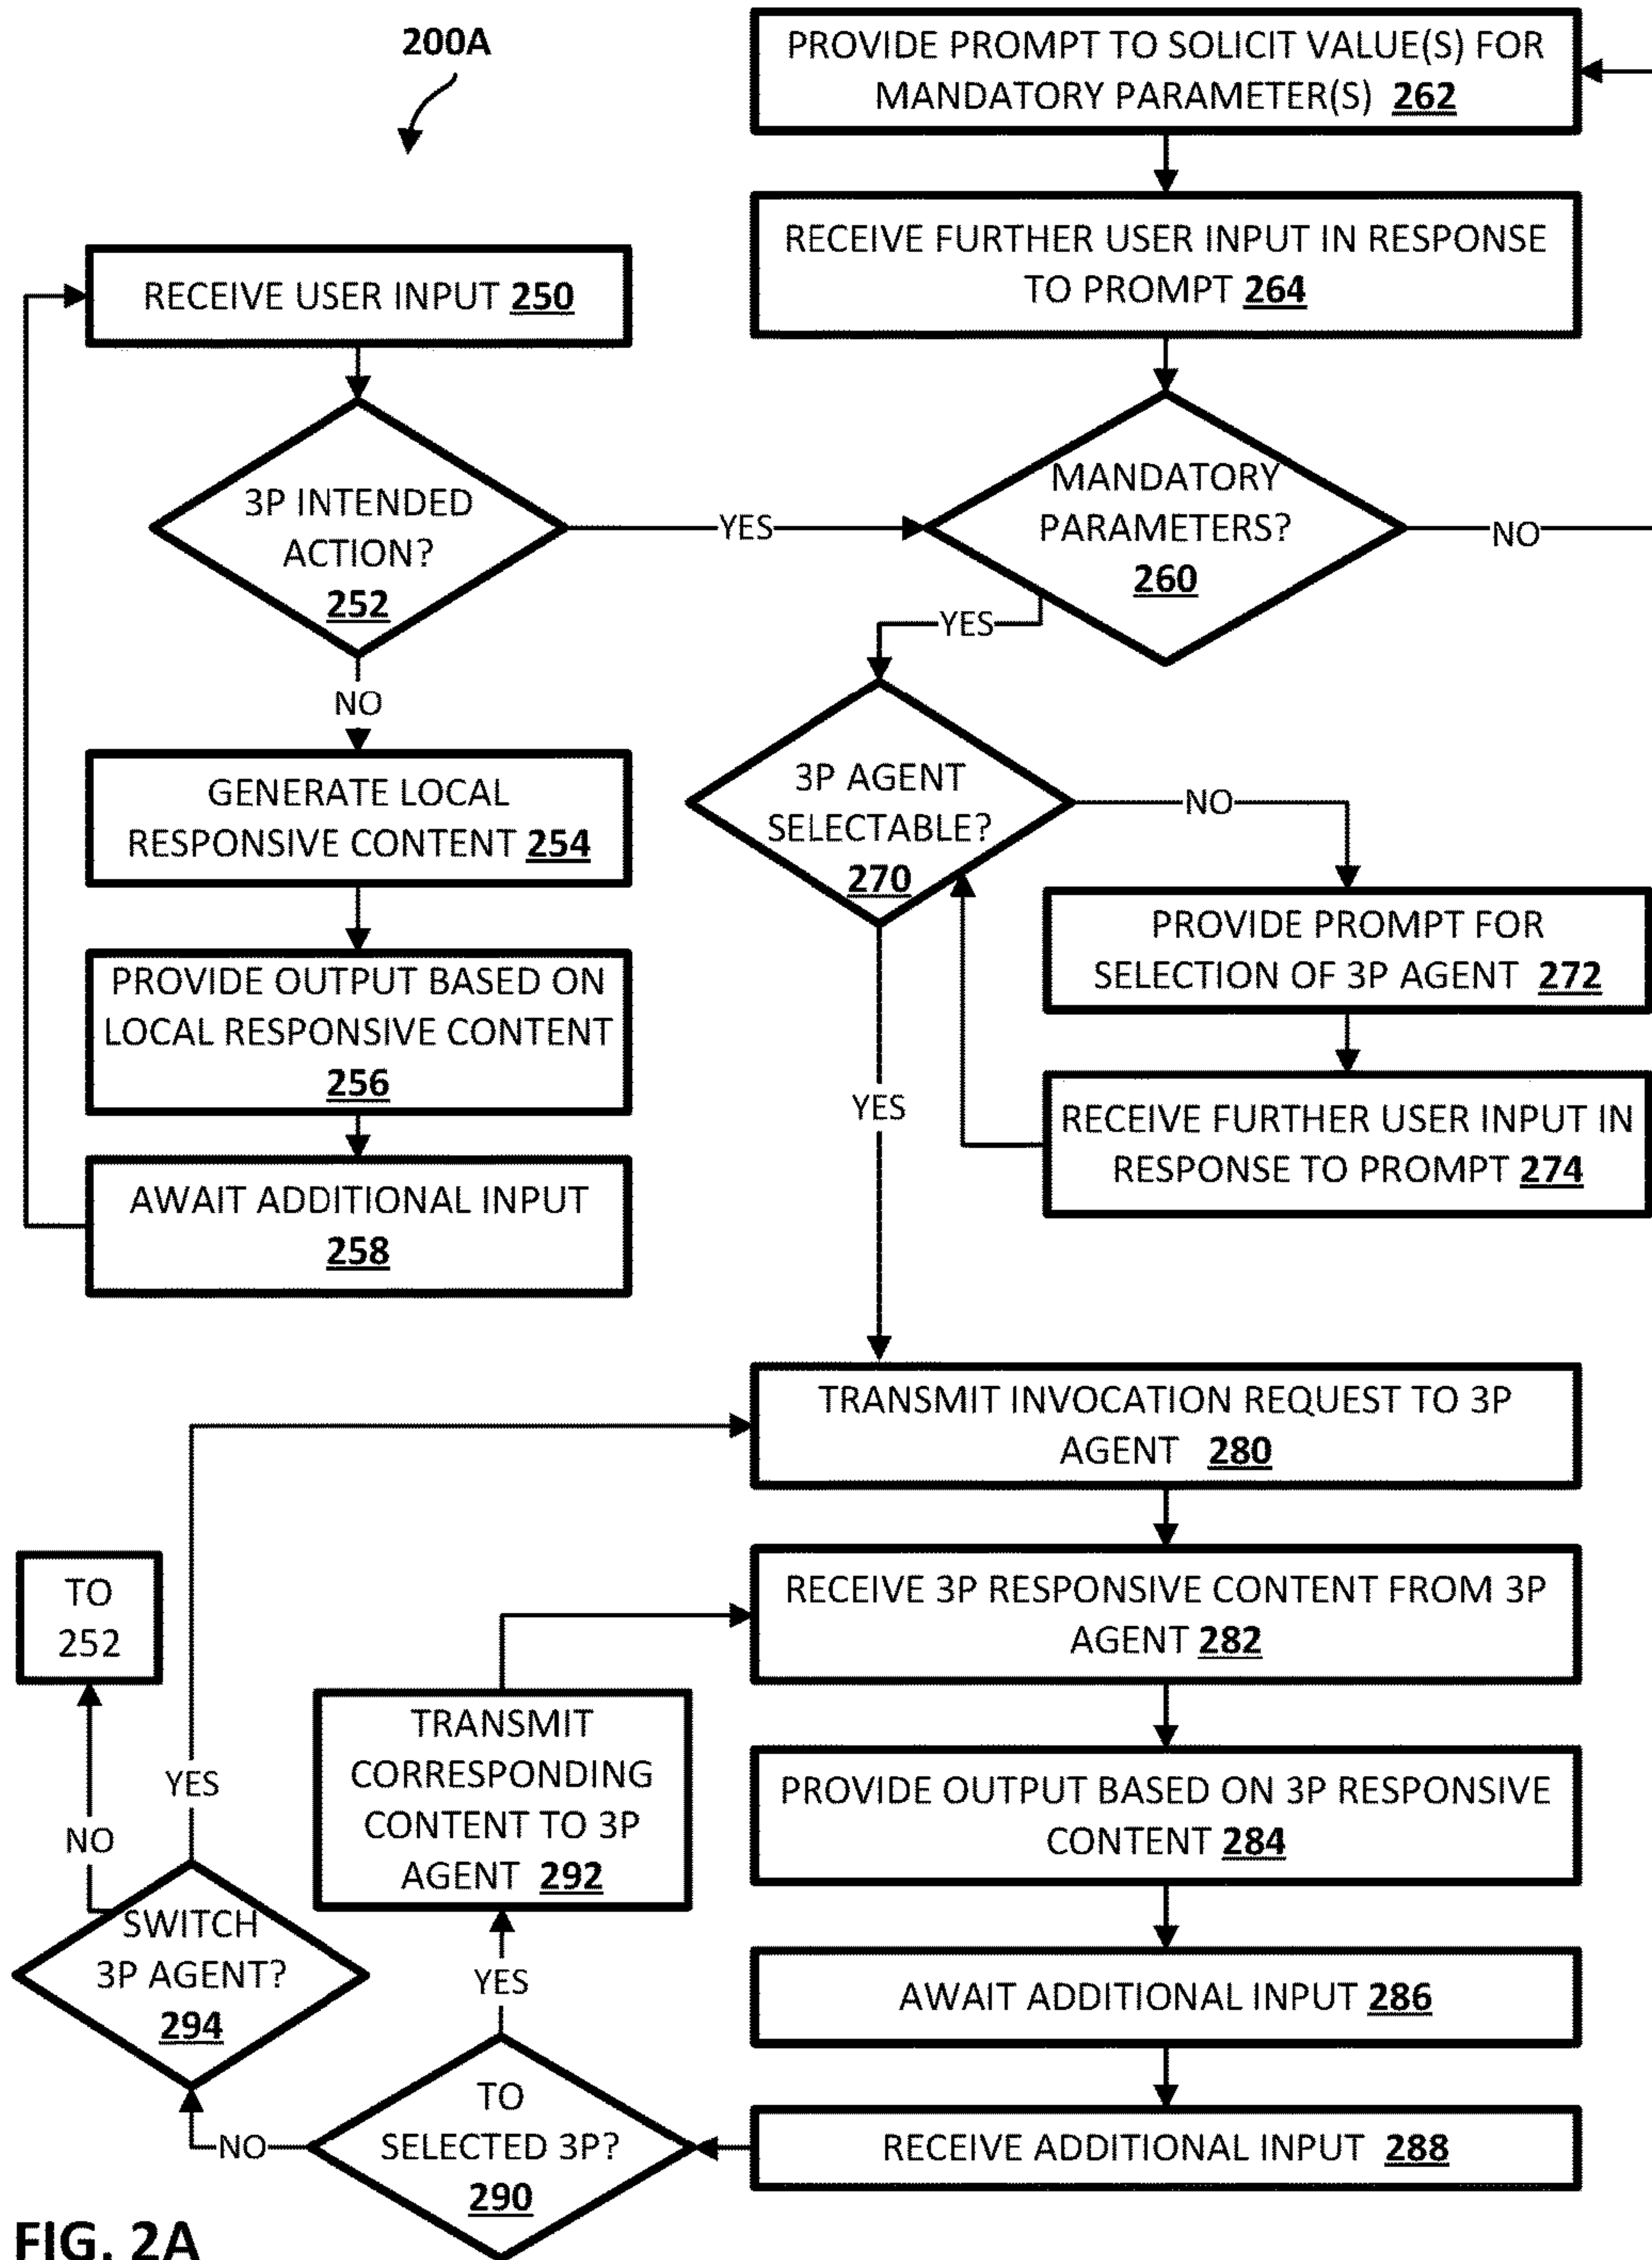 200A
PROVIDE PROMPT TO SOLICIT VALUE(S) FOR
MANDATORY PARAMETER(S) 262
RECEIVE FURTHER USER INPUT IN RESPONSE
TO PROMPT 264
RECEIVE USER INPUT 250
3P INTENDED
ACTION?
252
YES
MANDATORY
PARAMETERS?
260
NO
YES
NO
3P AGENT
SELECTABLE?
270
NO
GENERATE LOCAL
RESPONSIVE CONTENT 254
PROVIDE PROMPT FOR
SELECTION OF 3P AGENT 272
PROVIDE OUTPUT BASED ON
LOCAL RESPONSIVE CONTENT
256
YES
RECEIVE FURTHER USER INPUT IN
RESPONSE TO PROMPT 274
AWAIT ADDITIONAL INPUT
258
TRANSMIT INVOCATION REQUEST TO 3P
AGENT 280
TO
252
RECEIVE 3P RESPONSIVE CONTENT FROM 3P
AGENT 282
TRANSMIT
CORRESPONDING
CONTENT TO 3P
AGENT 292
YES
NO
PROVIDE OUTPUT BASED ON 3P RESPONSIVE
CONTENT 284
SWITCH
3P AGENT?
294
YES
AWAIT ADDITIONAL INPUT 286
NO
TO
SELECTED 3P?
290
RECEIVE ADDITIONAL INPUT 288
FIG. 2A